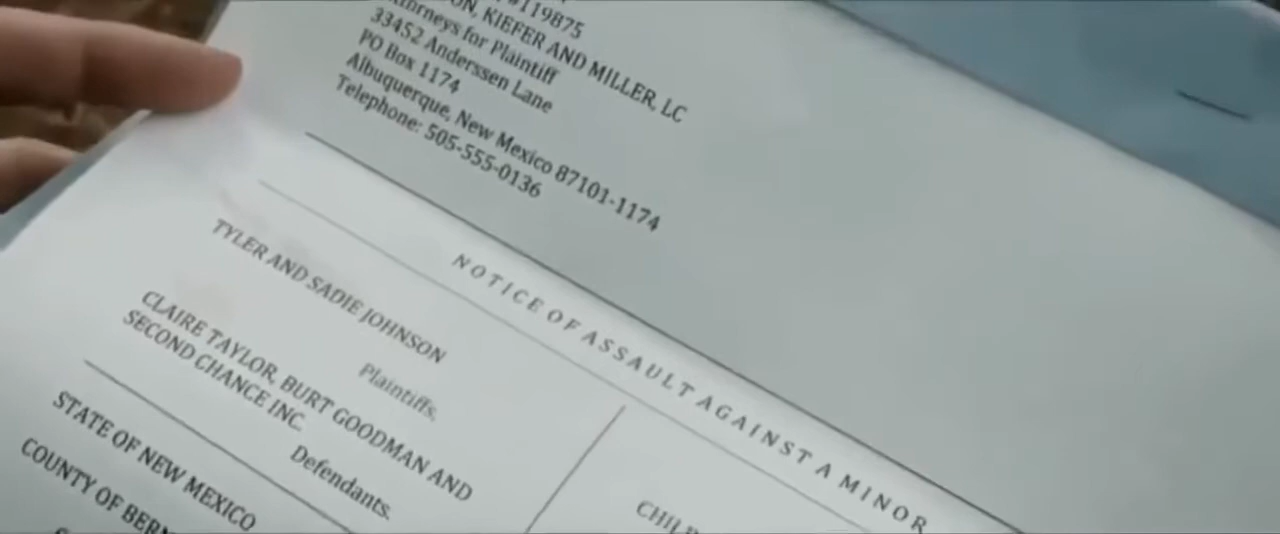 #119875
KIEFER AND MILLER, LC
for Plaintiff
33452 Anderssen Lane
PO Box 1174
Albuquerque, New Mexico 87101-1174
Telephone: 505-555-0136
NOTICE OF ASSAULT AGAINST A MINOR
TYLER AND SADIE JOHNSON
Plaintiffs,
CLAIRE TAYLOR, BURT GOODMAN AND
SECOND CHANCE INC.
Defendants.
STATE OF NEW MEXICO
COUNTY OF